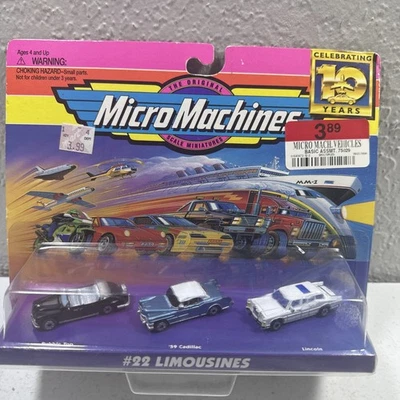 Ages 4 and Up
WARNING:
CHOKING HAZARD-Small parts.
Not for children under 3 years.
CELEBRATING
10
YEARS
THE ORIGINAL
Micro Machines
SCALE MINIATURES
3.99
3.89
MICRO MACH.VEHICLES
BASIC ASSMT.
MM-1
'59 Cadillac
Lincoln
#22 LIMOUSINES